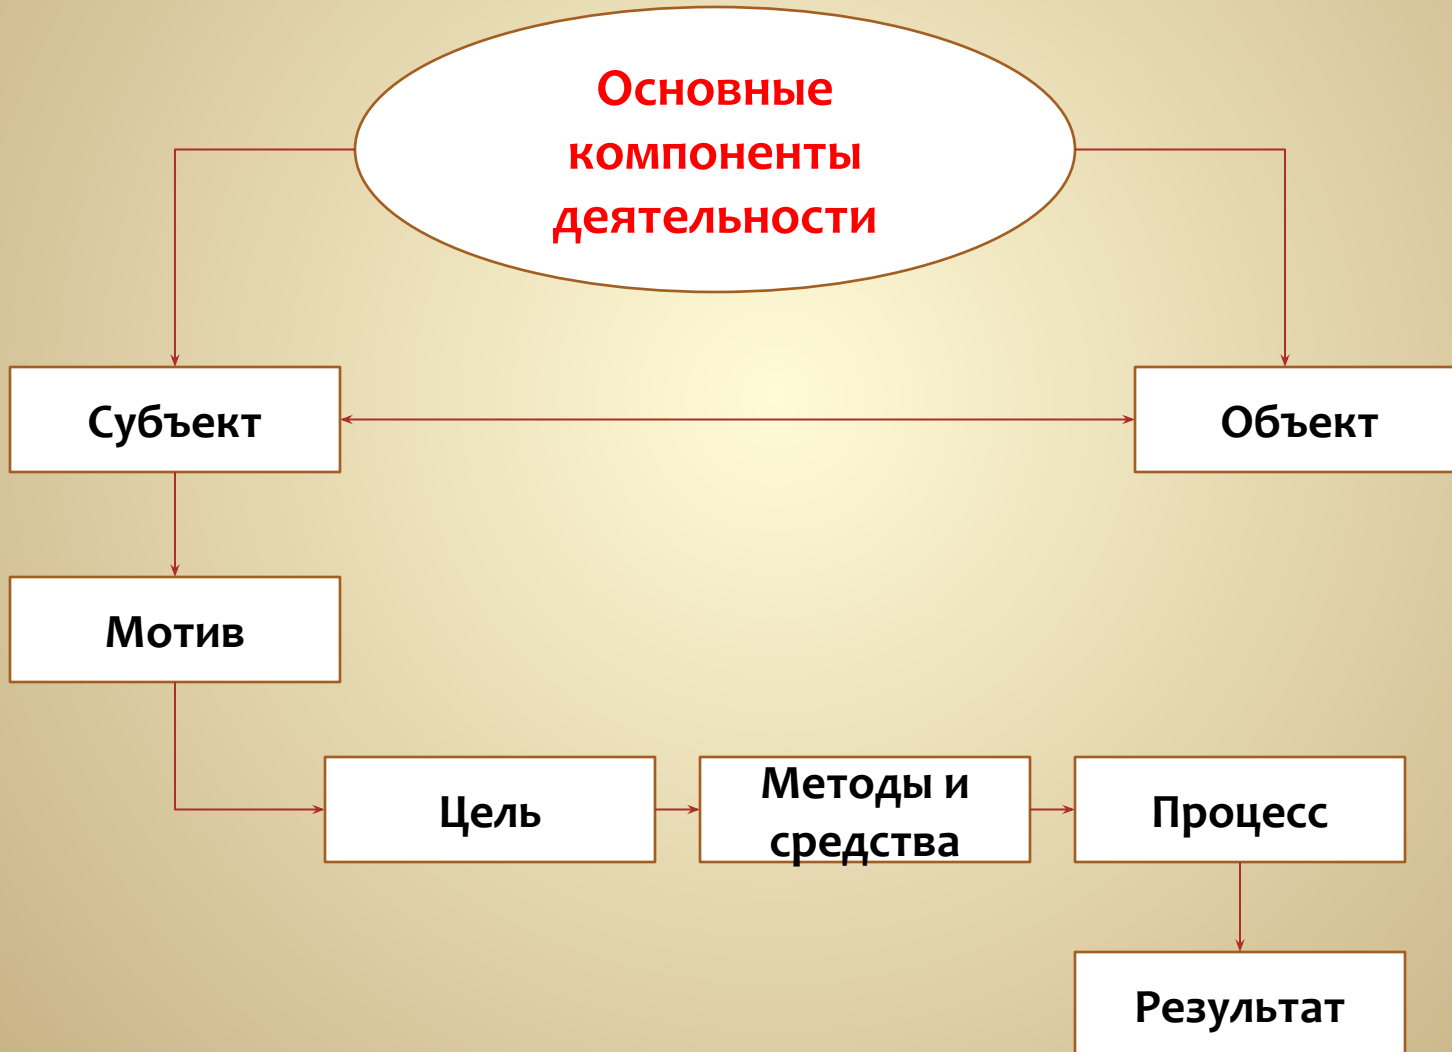 Основные
компоненты
деятельности
Субъект
Объект
Мотив
Цель
Методы и
средства
Процесс
Результат